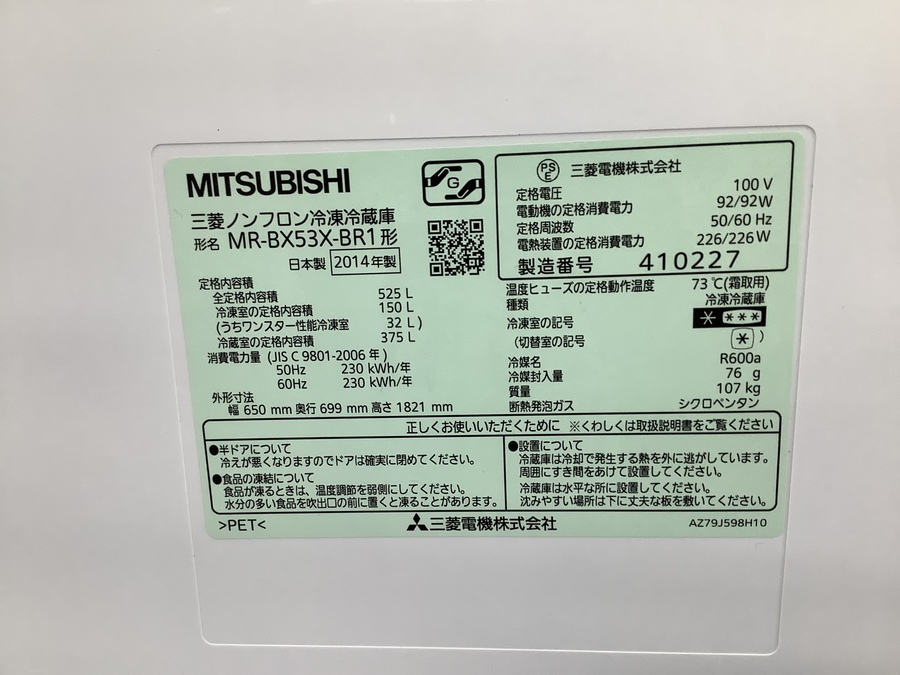 MITSUBISHI
G
三菱ノンフロン冷凍冷蔵庫
形名 MR-BX53X-BR1形
日本製 2014年製
PSE 三菱電機株式会社
定格電圧 100 V
電動機の定格消費電力 92/92W
定格周波数 50/60 Hz
電熱装置の定格消費電力 226/226W
製造番号 410227
定格内容積
全定格内容積 525 L
冷凍室の定格内容積 150 L
(うちワンスター性能冷凍室 32 L)
冷蔵室の定格内容積 375 L
消費電力量 (JIS C 9801-2006 年)
50Hz 230 kWh/年
60Hz 230 kWh/年
外形寸法
幅 650 mm 奥行 699 mm 高さ 1821 mm
温度ヒューズの定格動作温度 73 ℃(霜取用)
種類 冷凍冷蔵庫
冷凍室の記号 * ***
(切替室の記号 * )
冷媒名 R600a
冷媒封入量 76 g
質量 107 kg
断熱発泡ガス シクロペンタン
正しくお使いいただくために ※くわしくは取扱説明書をご覧ください
●半ドアについて
冷えが悪くなりますのでドアは確実に閉めてください。
●食品の凍結について
食品が凍るときは、温度調節を弱側にしてください。
水分の多い食品を吹出口の前に置くと凍ることがあります。
●設置について
冷蔵庫は冷却で発生する熱を外に逃がしています。
周囲にすき間をあけて設置してください。
冷蔵庫は水平な所に設置してください。
沈みやすい場所は下に丈夫な板を敷いてください。
>PET<
三菱電機株式会社
AZ79J598H10